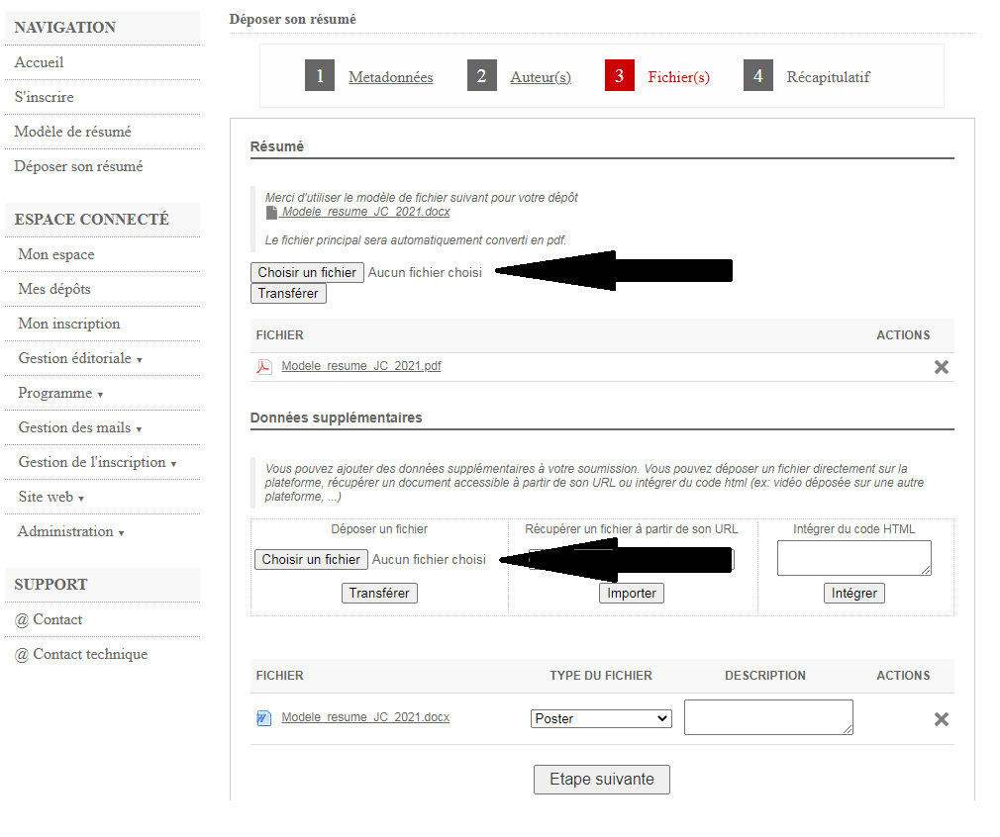 NAVIGATION
Accueil
S'inscrire
Modèle de résumé
Déposer son résumé
ESPACE CONNECTÉ
Mon espace
Mes dépôts
Mon inscription
Gestion éditoriale ▾
Programme ▾
Gestion des mails ▾
Gestion de l'inscription ▾
Site web ▾
Administration ▾
SUPPORT
@ Contact
@ Contact technique
Déposer son résumé
1 Metadonnées 2 Auteur(s) 3 Fichier(s) 4 Récapitulatif
Résumé
Merci d'utiliser le modèle de fichier suivant pour votre dépôt
Modele_resume_JC_2021.docx
Le fichier principal sera automatiquement converti en pdf.
Choisir un fichier Aucun fichier choisi
Transférer
FICHIER ACTIONS
Modele_resume_JC_2021.pdf
Données supplémentaires
Vous pouvez ajouter des données supplémentaires à votre soumission. Vous pouvez déposer un fichier directement sur la
plateforme, récupérer un document accessible à partir de son URL ou intégrer du code html (ex: vidéo déposée sur une autre
plateforme, ...)
Déposer un fichier Récupérer un fichier à partir de son URL Intégrer du code HTML
Choisir un fichier Aucun fichier choisi
Transférer Importer Intégrer
FICHIER TYPE DU FICHIER DESCRIPTION ACTIONS
Modele_resume_JC_2021.docx Poster
Etape suivante